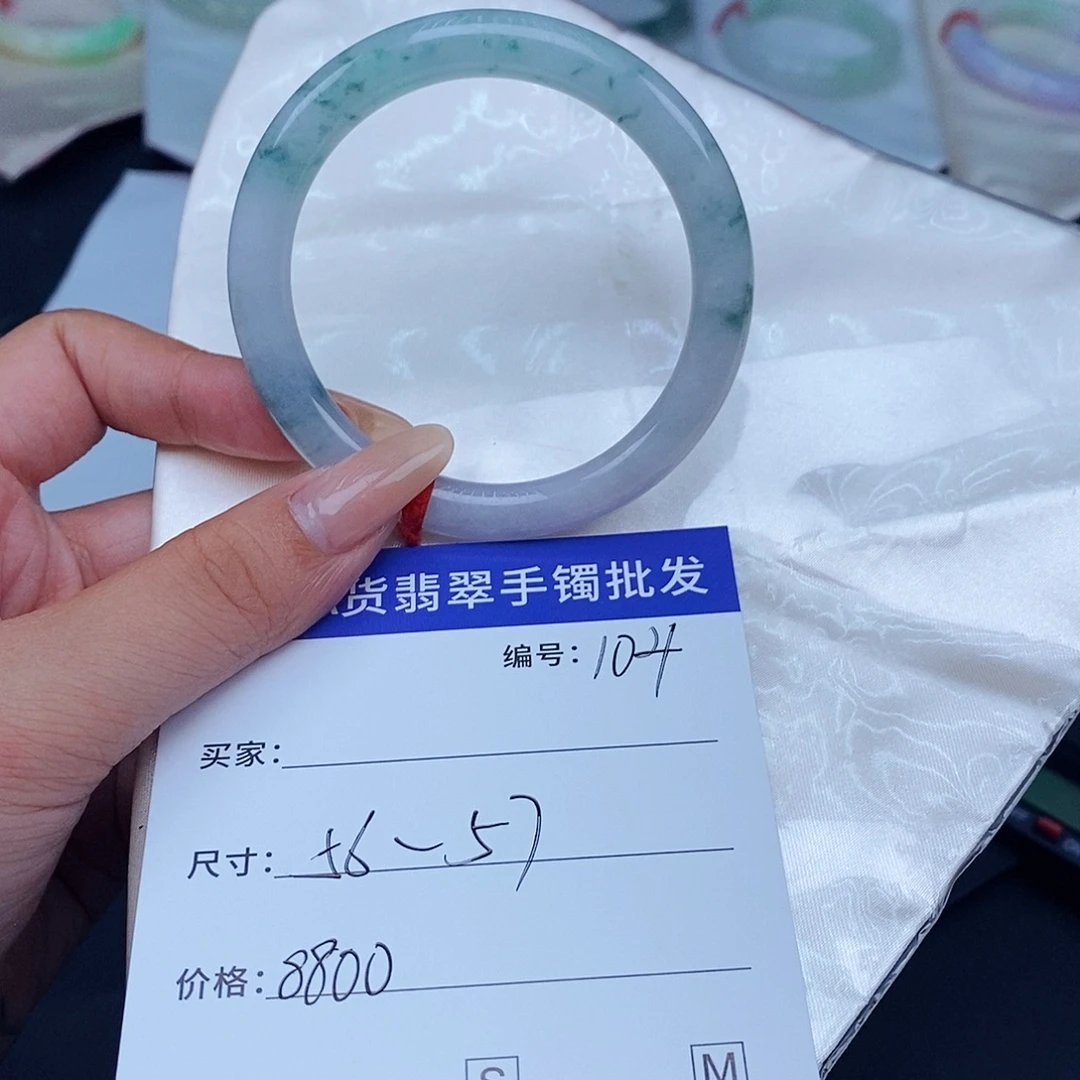 货翡翠手镯批发
编号：104
买家：
尺寸：56～57
价格：8800
S M